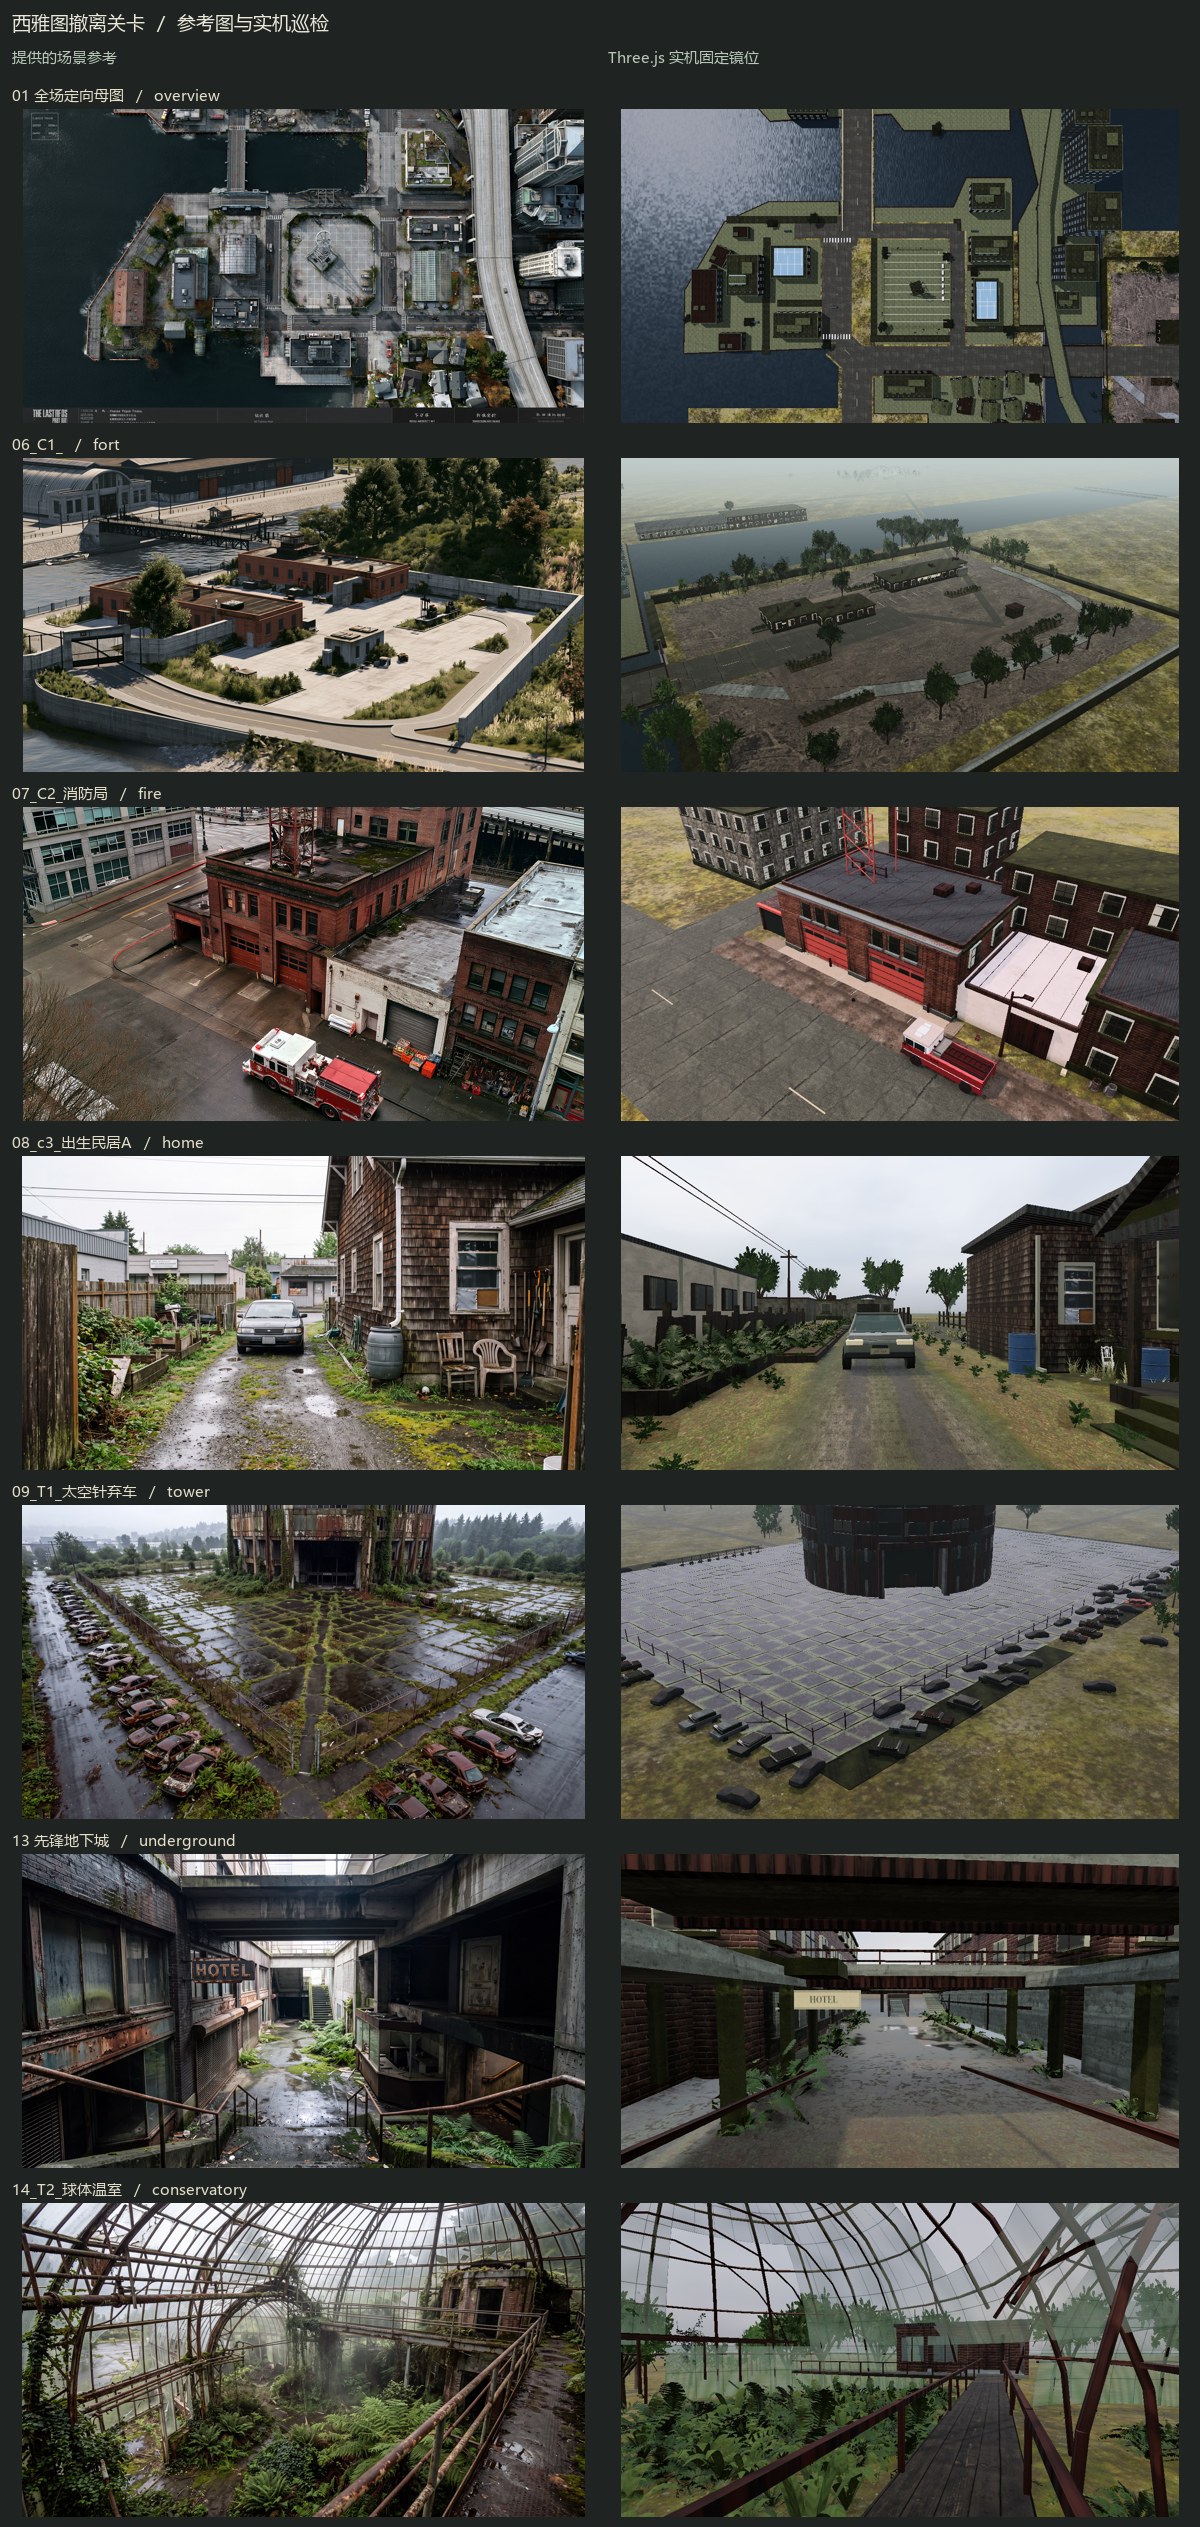 西雅图撤离关卡 / 参考图与实机巡检
提供的场景参考
Three.js 实机固定镜位
01 全场定向母图 / overview
THE LAST OF US
06_C1_ / fort
07_C2_消防局 / fire
08_c3_出生民居A / home
09_T1_太空针弃车 / tower
13 先锋地下城 / underground
HOTEL
HOTEL
14_T2_球体温室 / conservatory